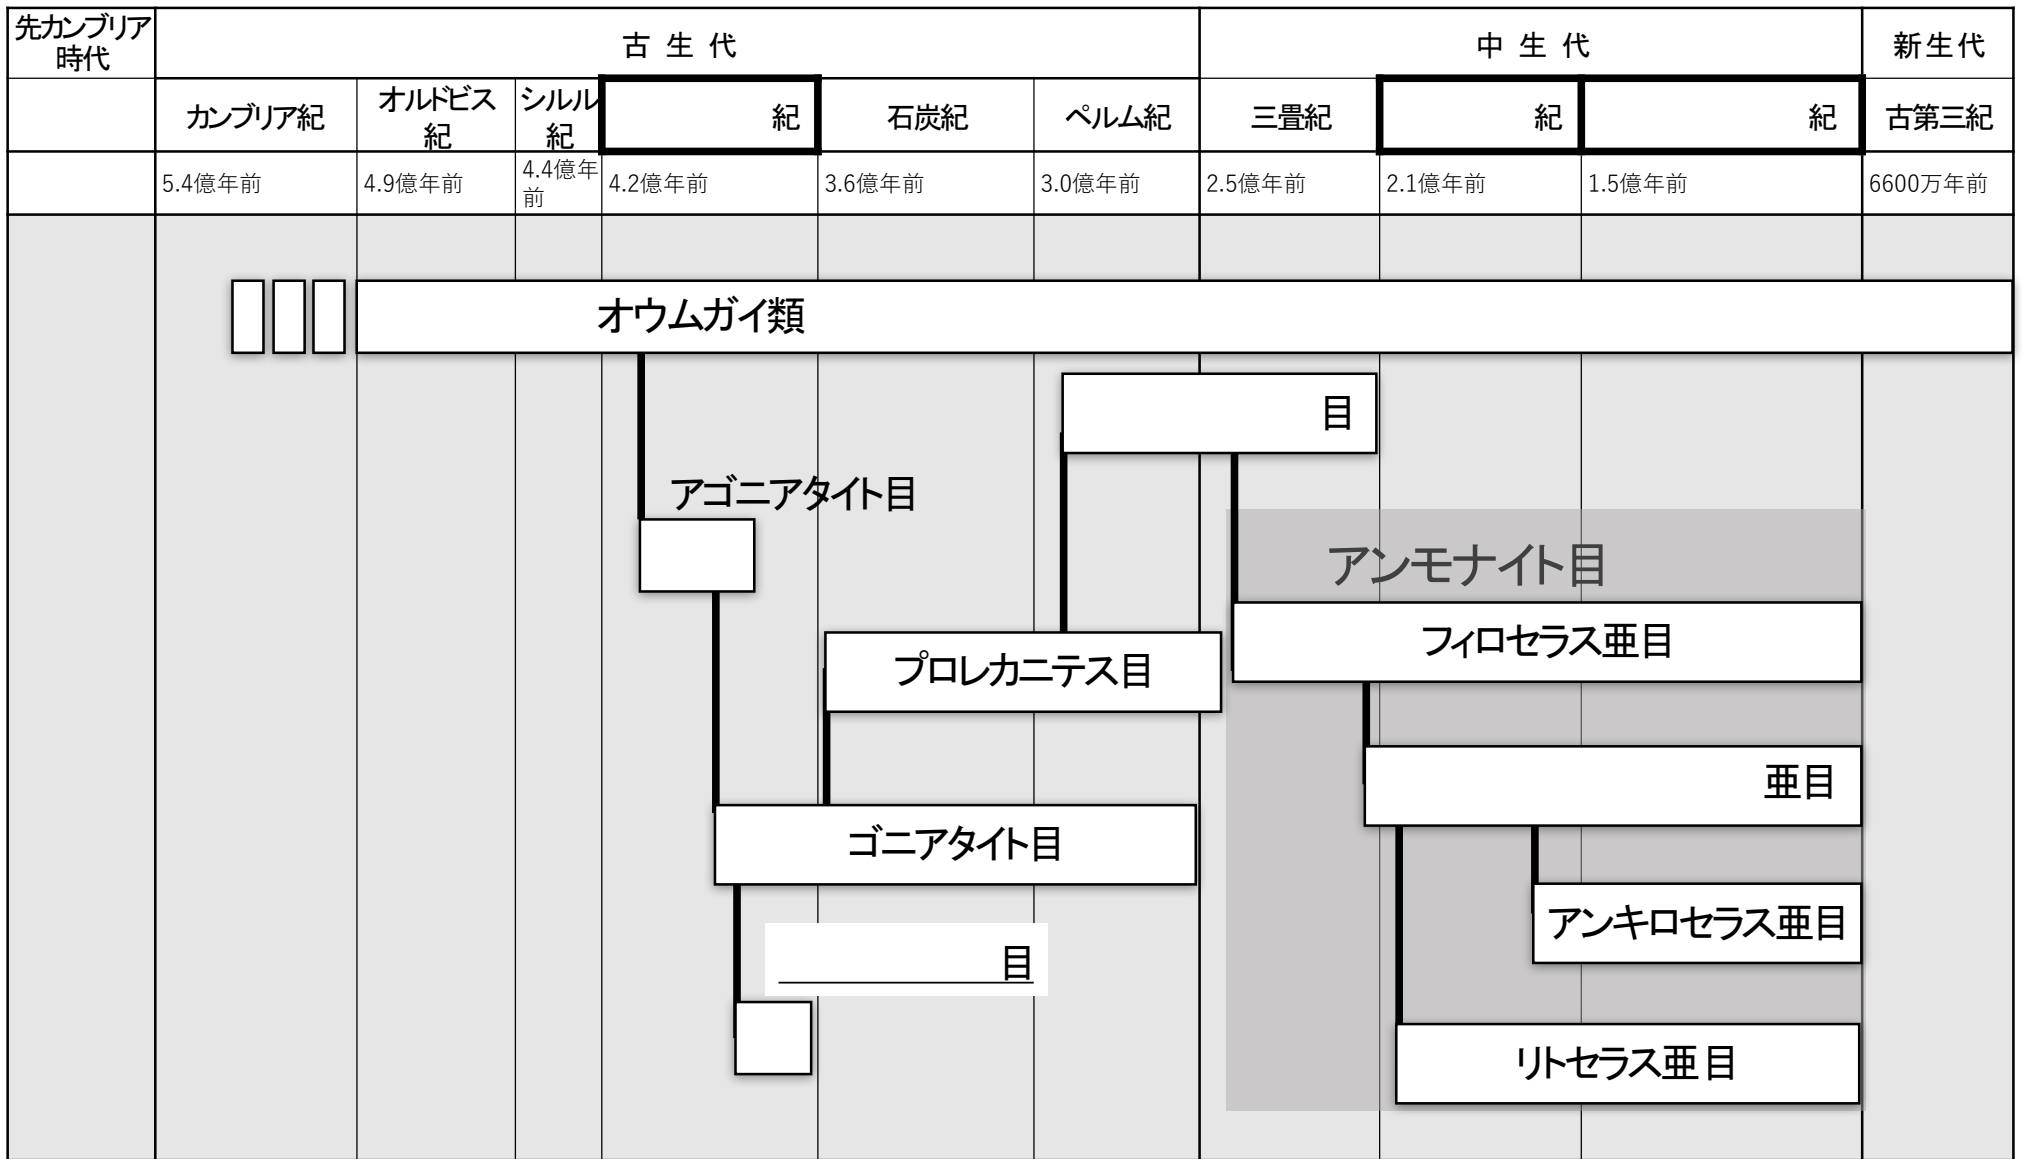 先カンブリア
時代
古生代
中生代
新生代
カンブリア紀
オルドビス
紀
シルル
紀
紀
石炭紀
ペルム紀
三畳紀
紀
紀
古第三紀
5.4億年前
4.9億年前
4.4億年
前
4.2億年前
3.6億年前
3.0億年前
2.5億年前
2.1億年前
1.5億年前
6600万年前
オウムガイ類
目
アゴニアタイト目
アンモナイト目
フィロセラス亜目
プロレカニテス目
亜目
ゴニアタイト目
アンキロセラス亜目
目
リトセラス亜目